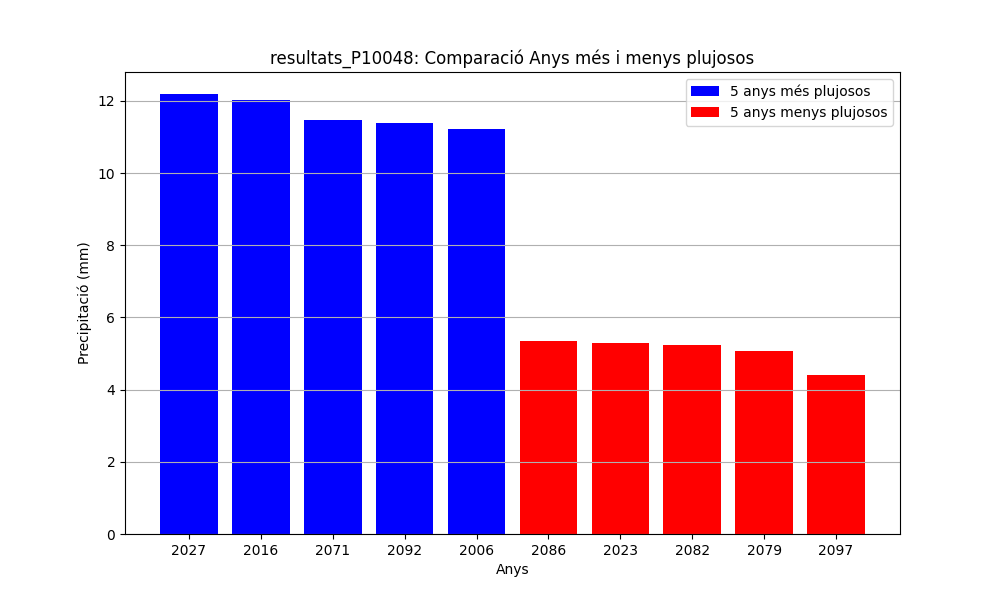 resultats_P10048: Comparació Anys més i menys plujosos
5 anys més plujosos
5 anys menys plujosos
Precipitació (mm)
12
10
8
6
4
2
0
2027 2016 2071 2092 2006 2086 2023 2082 2079 2097
Anys